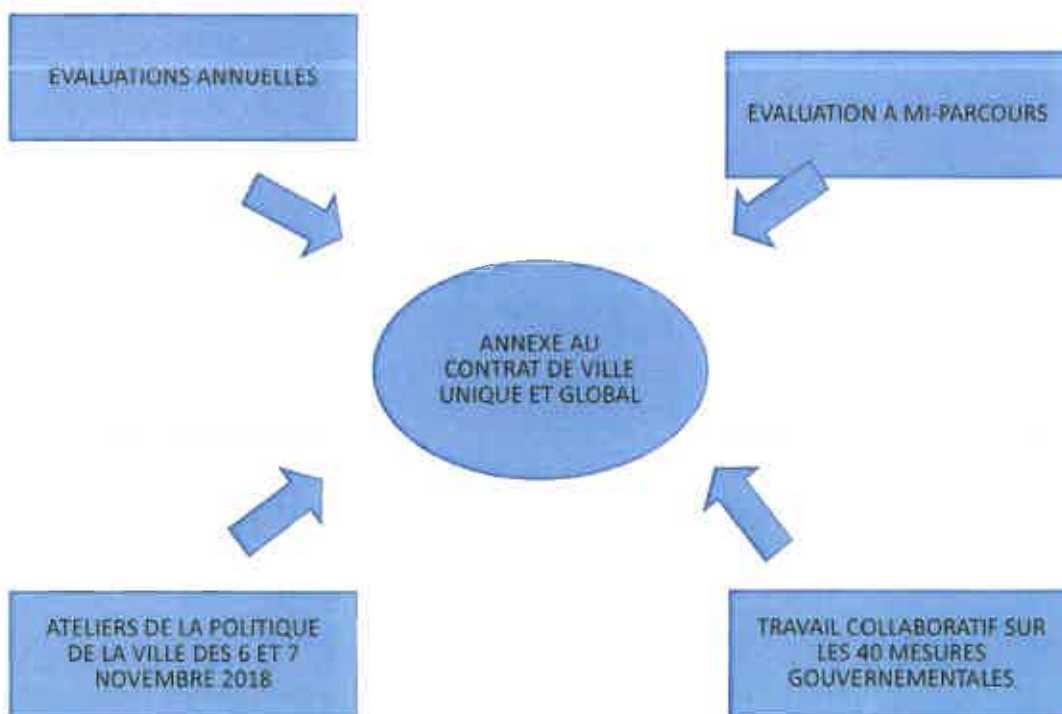 EVALUATIONS ANNUELLES
EVALUATION A MI-PARCOURS
ANNEXE AU
CONTRAT DE VILLE
UNIQUE ET GLOBAL
ATELIERS DE LA POLITIQUE
DE LA VILLE DES 6 ET 7
NOVEMBRE 2018
TRAVAIL COLLABORATIF SUR
LES 40 MESURES
GOUVERNEMENTALES